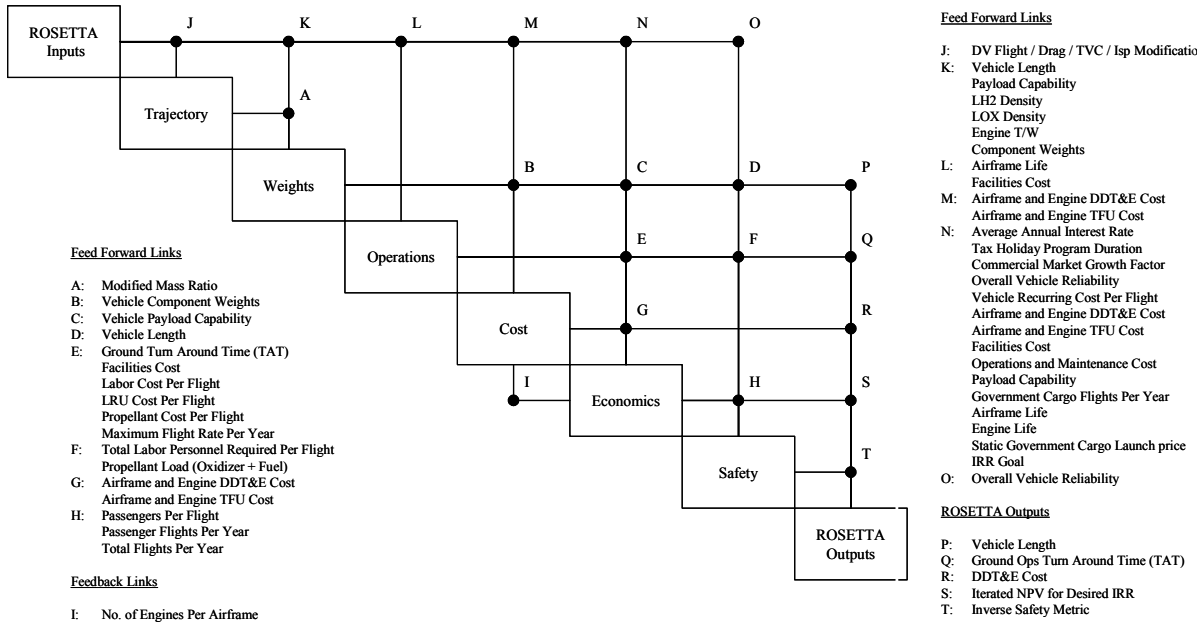 ROSETTA
Inputs
J
K
L
M
N
O
Trajectory
A
Weights
B
C
D
P
Operations
E
F
Q
Cost
G
R
I
Economics
H
S
Safety
T
ROSETTA
Outputs
Feed Forward Links
A: Modified Mass Ratio
B: Vehicle Component Weights
C: Vehicle Payload Capability
D: Vehicle Length
E: Ground Turn Around Time (TAT)
Facilities Cost
Labor Cost Per Flight
LRU Cost Per Flight
Propellant Cost Per Flight
Maximum Flight Rate Per Year
F: Total Labor Personnel Required Per Flight
Propellant Load (Oxidizer + Fuel)
G: Airframe and Engine DDT&E Cost
Airframe and Engine TFU Cost
H: Passengers Per Flight
Passenger Flights Per Year
Total Flights Per Year
Feedback Links
I: No. of Engines Per Airframe
Feed Forward Links
J: DV Flight / Drag / TVC / Isp Modificatio
K: Vehicle Length
Payload Capability
LH2 Density
LOX Density
Engine T/W
Component Weights
L: Airframe Life
Facilities Cost
M: Airframe and Engine DDT&E Cost
Airframe and Engine TFU Cost
N: Average Annual Interest Rate
Tax Holiday Program Duration
Commercial Market Growth Factor
Overall Vehicle Reliability
Vehicle Recurring Cost Per Flight
Airframe and Engine DDT&E Cost
Airframe and Engine TFU Cost
Facilities Cost
Operations and Maintenance Cost
Payload Capability
Government Cargo Flights Per Year
Airframe Life
Engine Life
Static Government Cargo Launch price
IRR Goal
O: Overall Vehicle Reliability
ROSETTA Outputs
P: Vehicle Length
Q: Ground Ops Turn Around Time (TAT)
R: DDT&E Cost
S: Iterated NPV for Desired IRR
T: Inverse Safety Metric